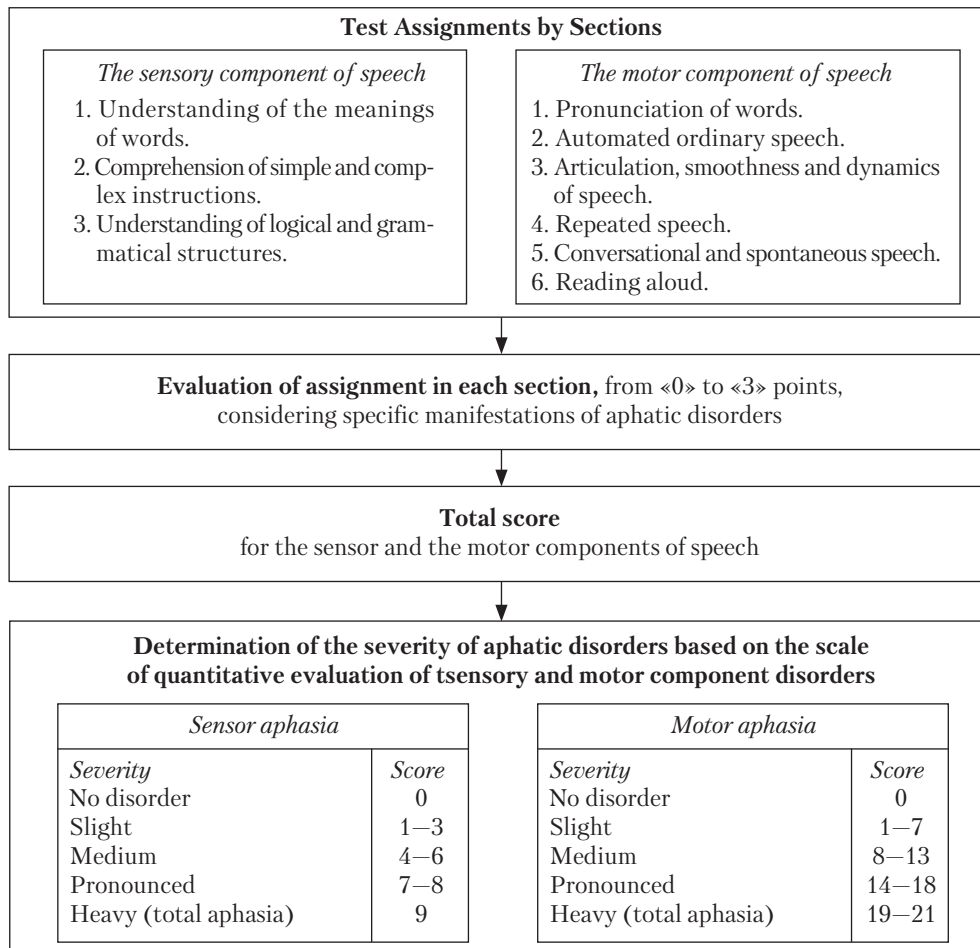 Test Assignments by Sections
The sensory component of speech
1. Understanding of the meanings
of words.
2. Comprehension of simple and comp-
lex instructions.
3. Understanding of logical and gram-
matical structures.
The motor component of speech
1. Pronunciation of words.
2. Automated ordinary speech.
3. Articulation, smoothness and dynamics
of speech.
4. Repeated speech.
5. Conversational and spontaneous speech.
6. Reading aloud.
Evaluation of assignment in each section, from «0» to «3» points,
considering specific manifestations of aphatic disorders
Total score
for the sensor and the motor components of speech
Determination of the severity of aphatic disorders based on the scale
of quantitative evaluation of tsensory and motor component disorders
Sensor aphasia
Severity Score
No disorder 0
Slight 1–3
Medium 4–6
Pronounced 7–8
Heavy (total aphasia) 9
Motor aphasia
Severity Score
No disorder 0
Slight 1–7
Medium 8–13
Pronounced 14–18
Heavy (total aphasia) 19–21